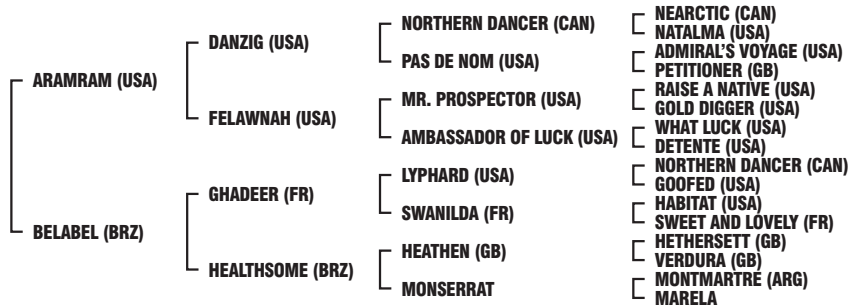 NEARCTIC (CAN)
NORTHERN DANCER (CAN)
NATALMA (USA)
DANZIG (USA)
ADMIRAL'S VOYAGE (USA)
PAS DE NOM (USA)
PETITIONER (GB)
ARAMRAM (USA)
RAISE A NATIVE (USA)
MR. PROSPECTOR (USA)
GOLD DIGGER (USA)
FELAWNAH (USA)
WHAT LUCK (USA)
AMBASSADOR OF LUCK (USA)
DETENTE (USA)
NORTHERN DANCER (CAN)
LYPHARD (USA)
GOOFED (USA)
GHADEER (FR)
HABITAT (USA)
SWANILDA (FR)
SWEET AND LOVELY (FR)
BELABEL (BRZ)
HETHERSETT (GB)
HEATHEN (GB)
VERDURA (GB)
HEALTHSOME (BRZ)
MONTMARTRE (ARG)
MONSERRAT
MARELA